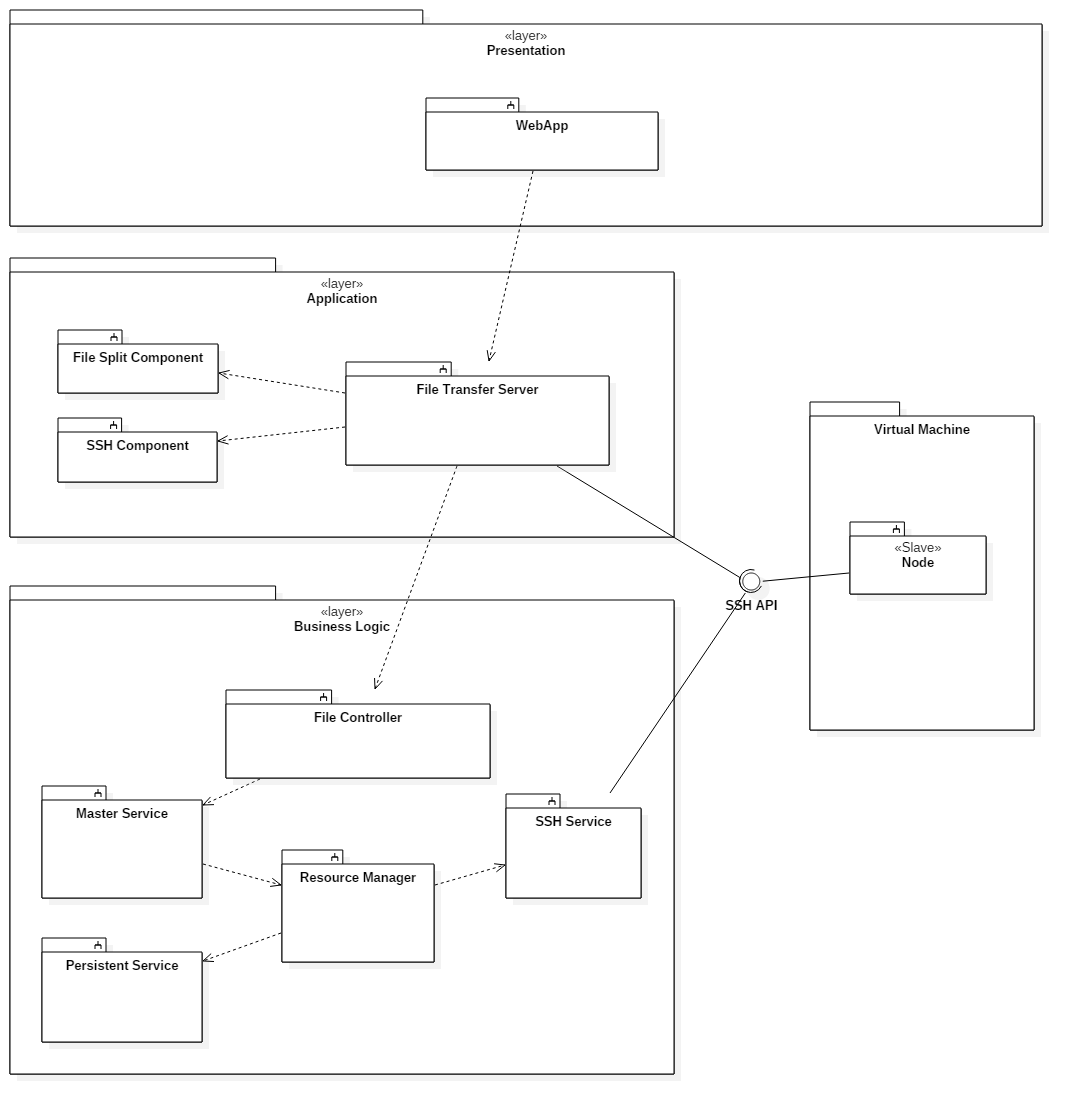 «layer»
Presentation
WebApp
«layer»
Application
File Split Component
File Transfer Server
SSH Component
Virtual Machine
«Slave»
Node
SSH API
«layer»
Business Logic
File Controller
Master Service
SSH Service
Resource Manager
Persistent Service